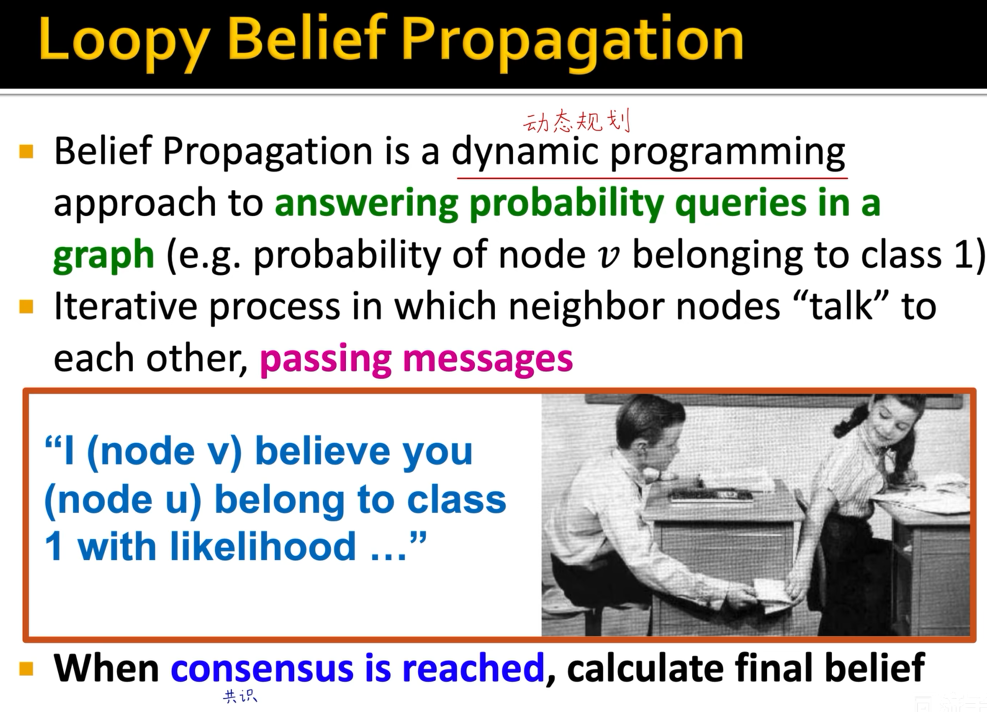 Loopy Belief Propagation
动态规划
Belief Propagation is a dynamic programming
approach to answering probability queries in a
graph (e.g. probability of node 𝑣 belonging to class 1)
Iterative process in which neighbor nodes “talk” to
each other, passing messages
“I (node v) believe you
(node u) belong to class
1 with likelihood …”
When consensus is reached, calculate final belief
共识